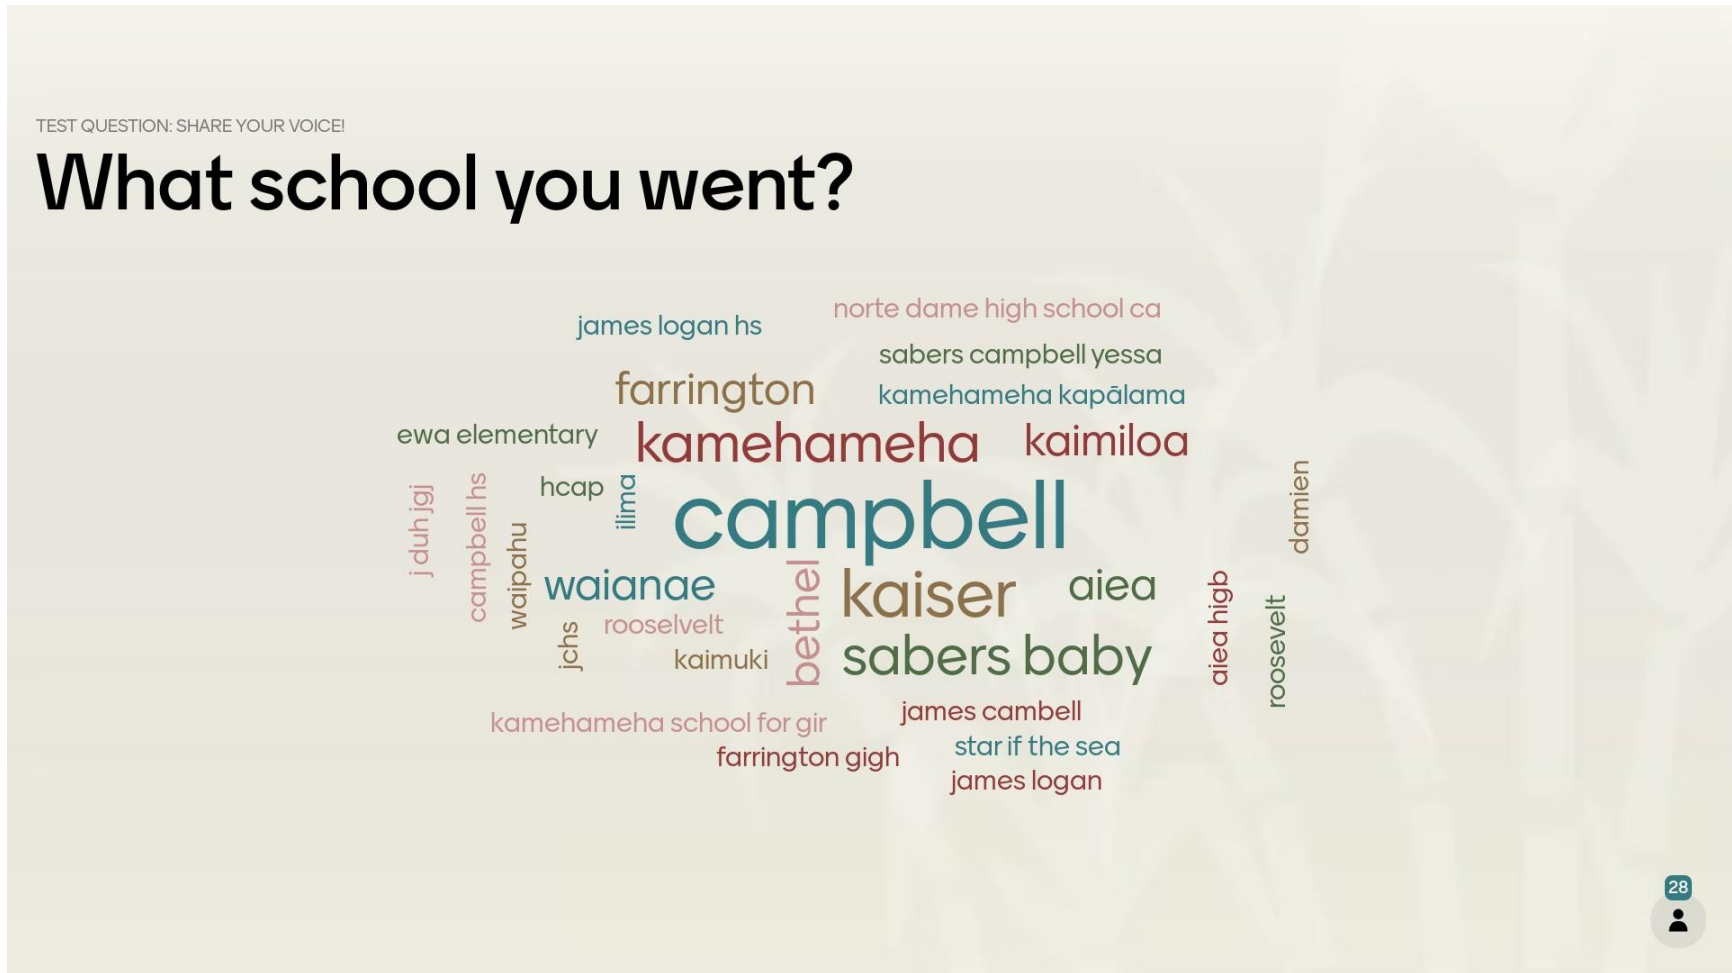 TEST QUESTION: SHARE YOUR VOICE!
What school you went?
norte dame high school ca
james logan hs
sabers campbell yessa
farrington
kamehameha kapālama
ewa elementary
kamehameha
kaimiloa
j duh jgj
campbell hs
waipahu
hcap
ilima
campbell
damien
waianae
bethel
kaiser
aiea
aiea higb
roosevelt
jchs
rooselvelt
kaimuki
sabers baby
kamehameha school for gir
james cambell
farrington gigh
star if the sea
james logan
28